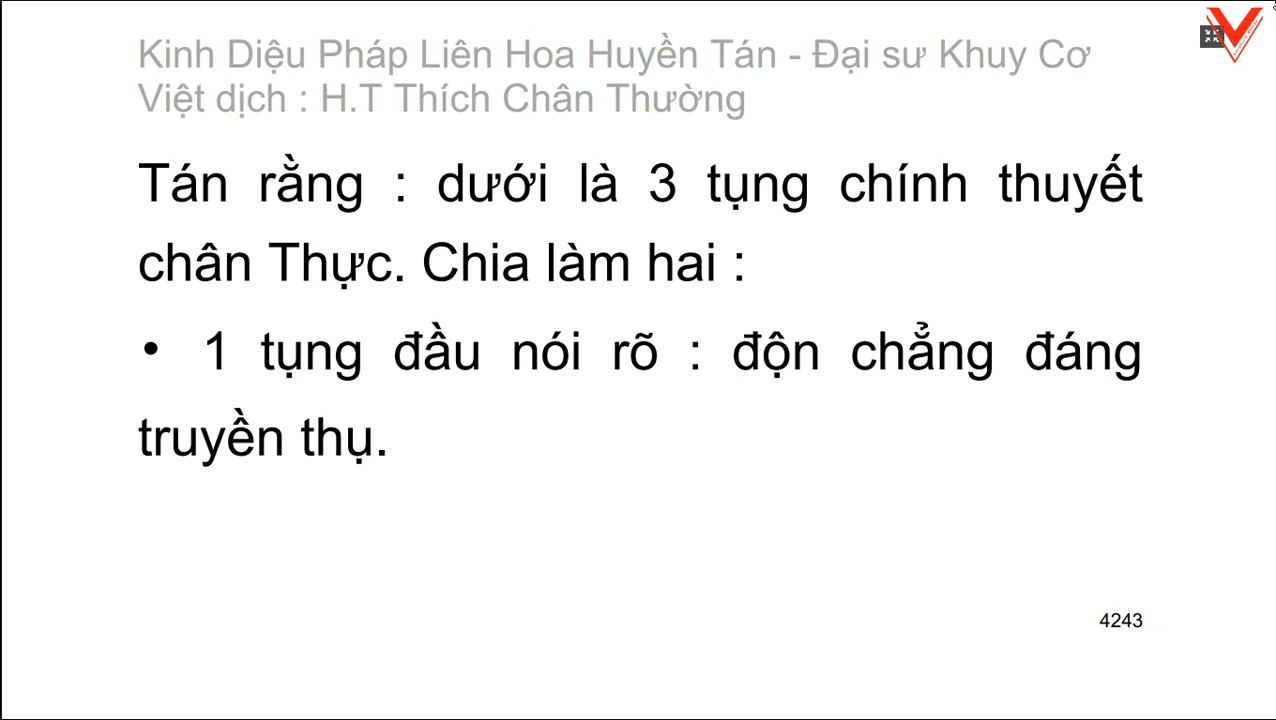 Kinh Diệu Pháp Liên Hoa Huyền Tán - Đại sư Khuy Cơ
Việt dịch : H.T Thích Chân Thường
Tán rằng : dưới là 3 tụng chính thuyết
chân Thực. Chia làm hai :
• 1 tụng đầu nói rõ : độn chẳng đáng
truyền thụ.
4243